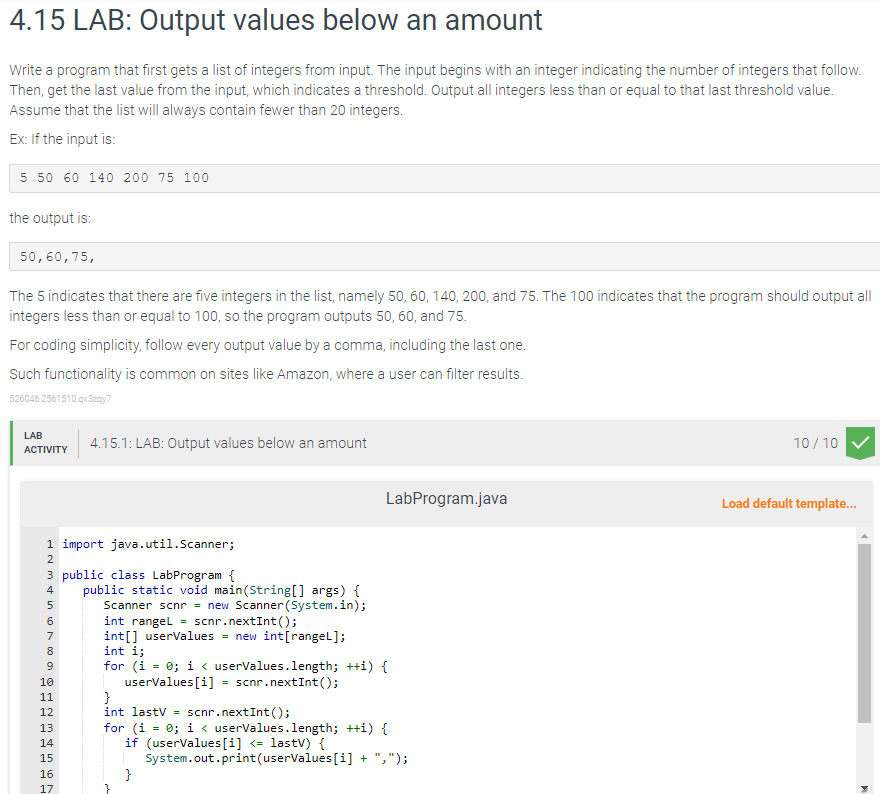 4.15 LAB: Output values below an amount
Write a program that first gets a list of integers from input. The input begins with an integer indicating the number of integers that follow.
Then, get the last value from the input, which indicates a threshold. Output all integers less than or equal to that last threshold value.
Assume that the list will always contain fewer than 20 integers.
Ex: If the input is:
5 50 60 140 200 75 100
the output is:
50,60,75,
The 5 indicates that there are five integers in the list, namely 50, 60, 140, 200, and 75. The 100 indicates that the program should output all
integers less than or equal to 100, so the program outputs 50, 60, and 75.
For coding simplicity, follow every output value by a comma, including the last one.
Such functionality is common on sites like Amazon, where a user can filter results.
526046.2561510.qx3zqy7
LAB
ACTIVITY
4.15.1: LAB: Output values below an amount
10 / 10
LabProgram.java
Load default template...
1 import java.util.Scanner;
2
3 public class LabProgram {
4    public static void main(String[] args) {
5       Scanner scnr = new Scanner(System.in);
6       int rangeL = scnr.nextInt();
7       int[] userValues = new int[rangeL];
8       int i;
9       for (i = 0; i < userValues.length; ++i) {
10          userValues[i] = scnr.nextInt();
11       }
12       int lastV = scnr.nextInt();
13       for (i = 0; i < userValues.length; ++i) {
14          if (userValues[i] <= lastV) {
15             System.out.print(userValues[i] + ",");
16          }
17       }